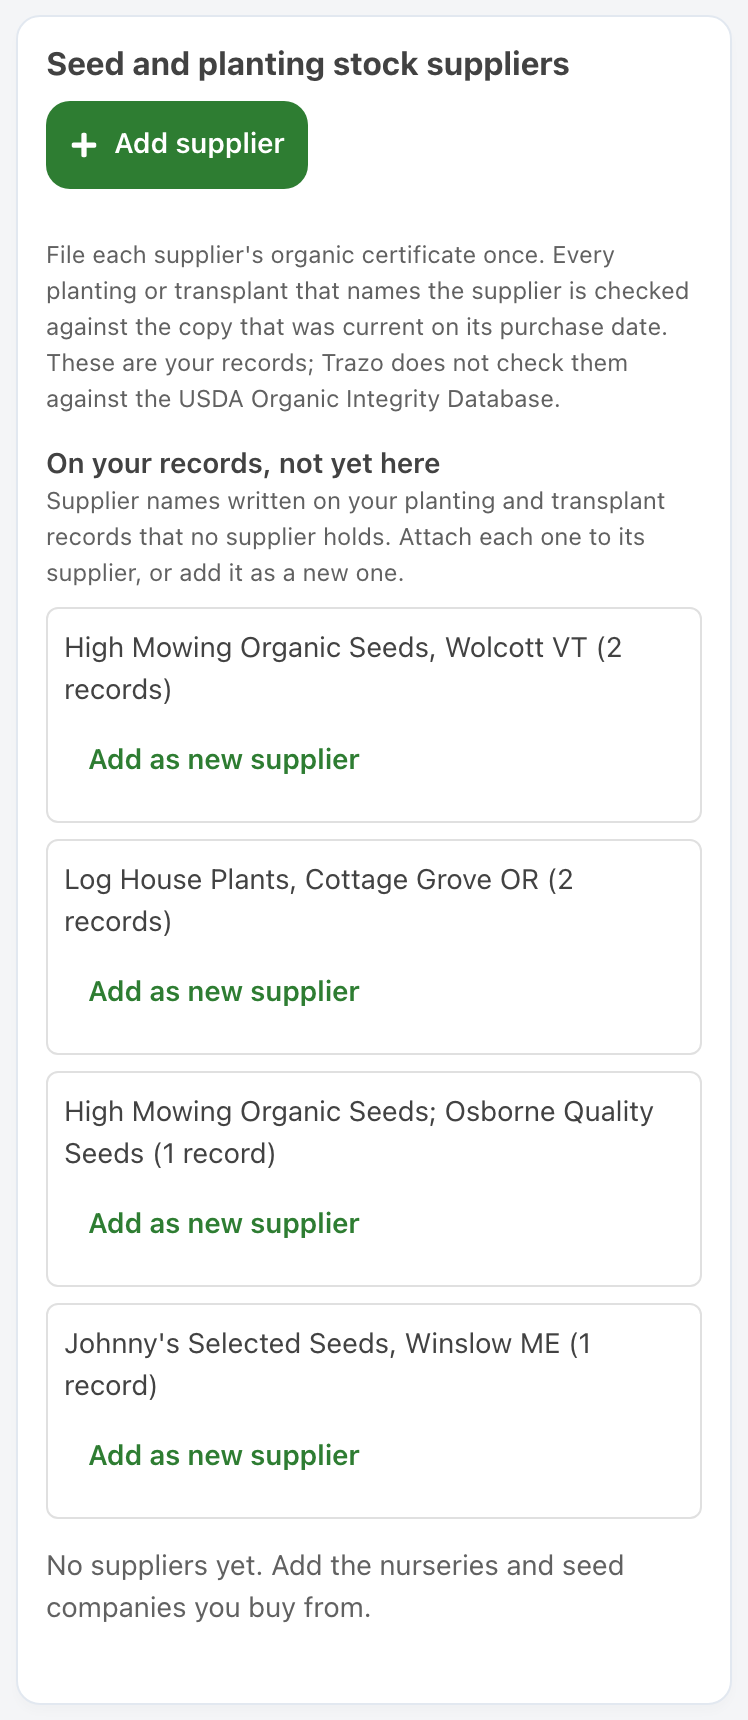 Seed and planting stock suppliers
+ Add supplier
File each supplier's organic certificate once. Every
planting or transplant that names the supplier is checked
against the copy that was current on its purchase date.
These are your records; Trazo does not check them
against the USDA Organic Integrity Database.
On your records, not yet here
Supplier names written on your planting and transplant
records that no supplier holds. Attach each one to its
supplier, or add it as a new one.
High Mowing Organic Seeds, Wolcott VT (2
records)
Add as new supplier
Log House Plants, Cottage Grove OR (2
records)
Add as new supplier
High Mowing Organic Seeds; Osborne Quality
Seeds (1 record)
Add as new supplier
Johnny's Selected Seeds, Winslow ME (1
record)
Add as new supplier
No suppliers yet. Add the nurseries and seed
companies you buy from.